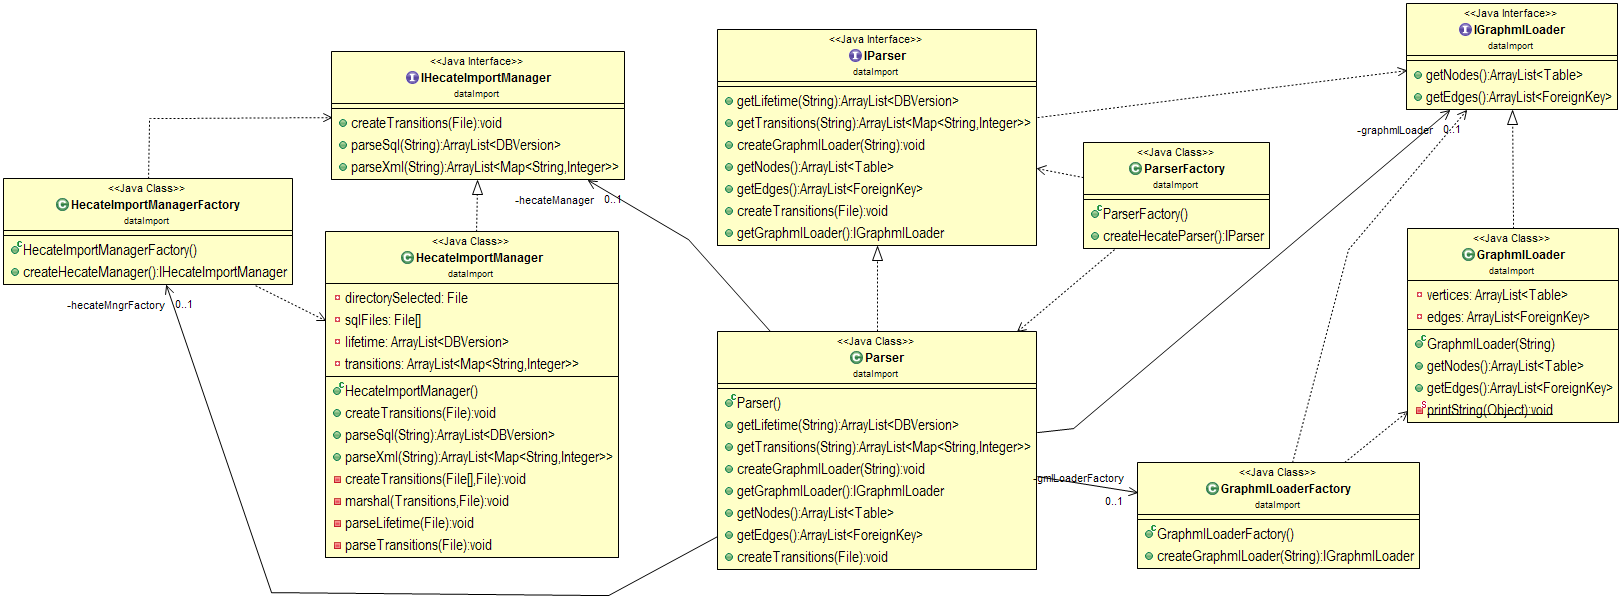 <<Java Interface>>
IHecateImportManager
dataImport
createTransitions(File):void
parseSql(String):ArrayList<DBVersion>
parseXml(String):ArrayList<Map<String,Integer>>
<<Java Class>>
HecateImportManagerFactory
dataImport
HecateImportManagerFactory()
createHecateManager():IHecateImportManager
-hecateMngrFactory 0..1
<<Java Class>>
HecateImportManager
dataImport
directorySelected: File
sqlFiles: File[]
lifetime: ArrayList<DBVersion>
transitions: ArrayList<Map<String,Integer>>
HecateImportManager()
createTransitions(File):void
parseSql(String):ArrayList<DBVersion>
parseXml(String):ArrayList<Map<String,Integer>>
createTransitions(File[],File):void
marshal(Transitions,File):void
parseLifetime(File):void
parseTransitions(File):void
-hecateManager 0..1
<<Java Interface>>
IParser
dataImport
getLifetime(String):ArrayList<DBVersion>
getTransitions(String):ArrayList<Map<String,Integer>>
createGraphmlLoader(String):void
getNodes():ArrayList<Table>
getEdges():ArrayList<ForeignKey>
createTransitions(File):void
getGraphmlLoader():IGraphmlLoader
<<Java Class>>
Parser
dataImport
Parser()
getLifetime(String):ArrayList<DBVersion>
getTransitions(String):ArrayList<Map<String,Integer>>
createGraphmlLoader(String):void
getGraphmlLoader():IGraphmlLoader
getNodes():ArrayList<Table>
getEdges():ArrayList<ForeignKey>
createTransitions(File):void
<<Java Class>>
ParserFactory
dataImport
ParserFactory()
createHecateParser():IParser
<<Java Interface>>
IGraphmlLoader
dataImport
getNodes():ArrayList<Table>
getEdges():ArrayList<ForeignKey>
-graphmlLoader 0..1
<<Java Class>>
GraphmlLoader
dataImport
vertices: ArrayList<Table>
edges: ArrayList<ForeignKey>
GraphmlLoader(String)
getNodes():ArrayList<Table>
getEdges():ArrayList<ForeignKey>
printString(Object):void
-gmlLoaderFactory
0..1
<<Java Class>>
GraphmlLoaderFactory
dataImport
GraphmlLoaderFactory()
createGraphmlLoader(String):IGraphmlLoader